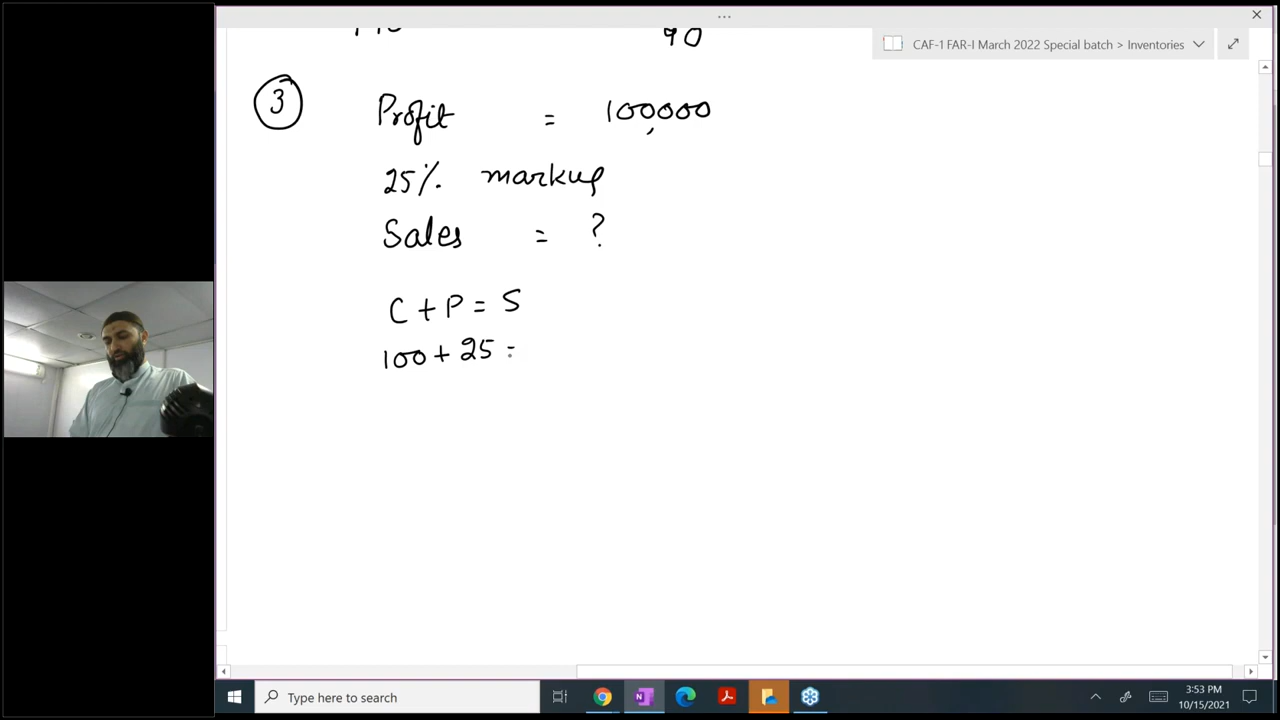 ...
CAF-1 FAR-I March 2022 Special batch > Inventories
90
3
Profit = 100,000
25% markup
Sales = ?
C + P = S
100 + 25 =
Type here to search
3:53 PM
10/15/2021